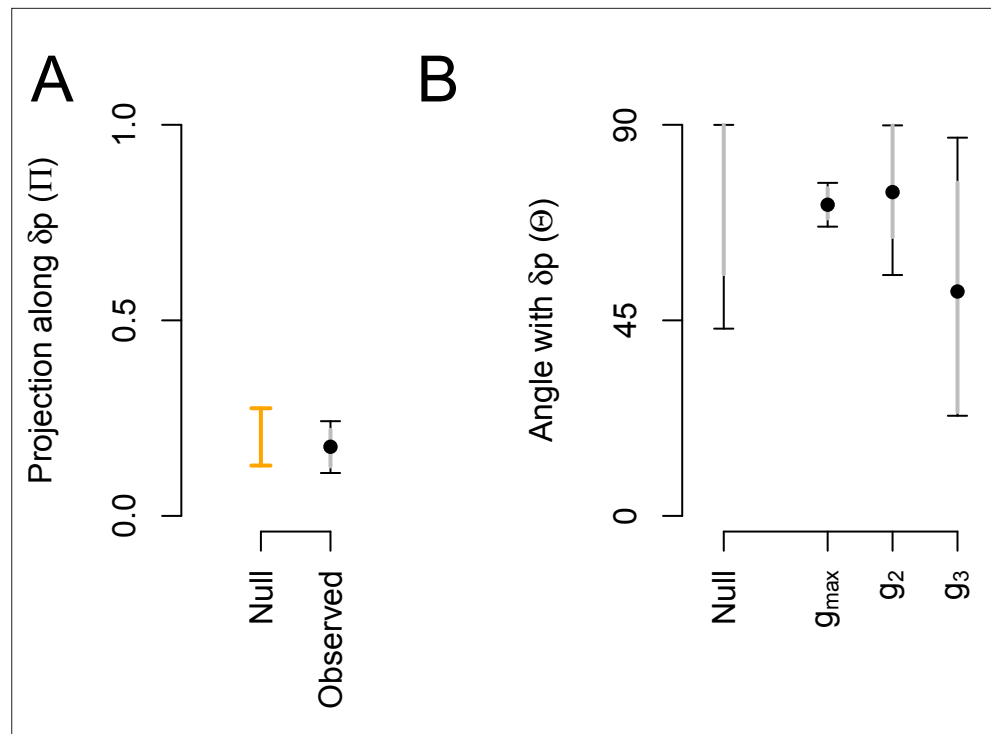 A
Projection along δp (Π)
1.0
0.5
0.0
Null
Observed
B
Angle with δp (Θ)
90
45
0
Null
gmax
g2
g3